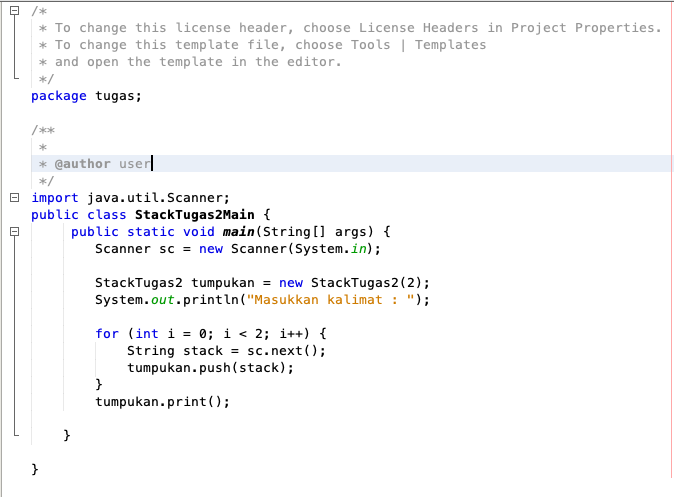 /*
 * To change this license header, choose License Headers in Project Properties.
 * To change this template file, choose Tools | Templates
 * and open the template in the editor.
 */
package tugas;
/**
 *
 * @author user
 */
import java.util.Scanner;
public class StackTugas2Main {
public static void main(String[] args) {
Scanner sc = new Scanner(System.in);
StackTugas2 tumpukan = new StackTugas2(2);
System.out.println("Masukkan kalimat : ");
for (int i = 0; i < 2; i++) {
String stack = sc.next();
tumpukan.push(stack);
}
tumpukan.print();
}
}